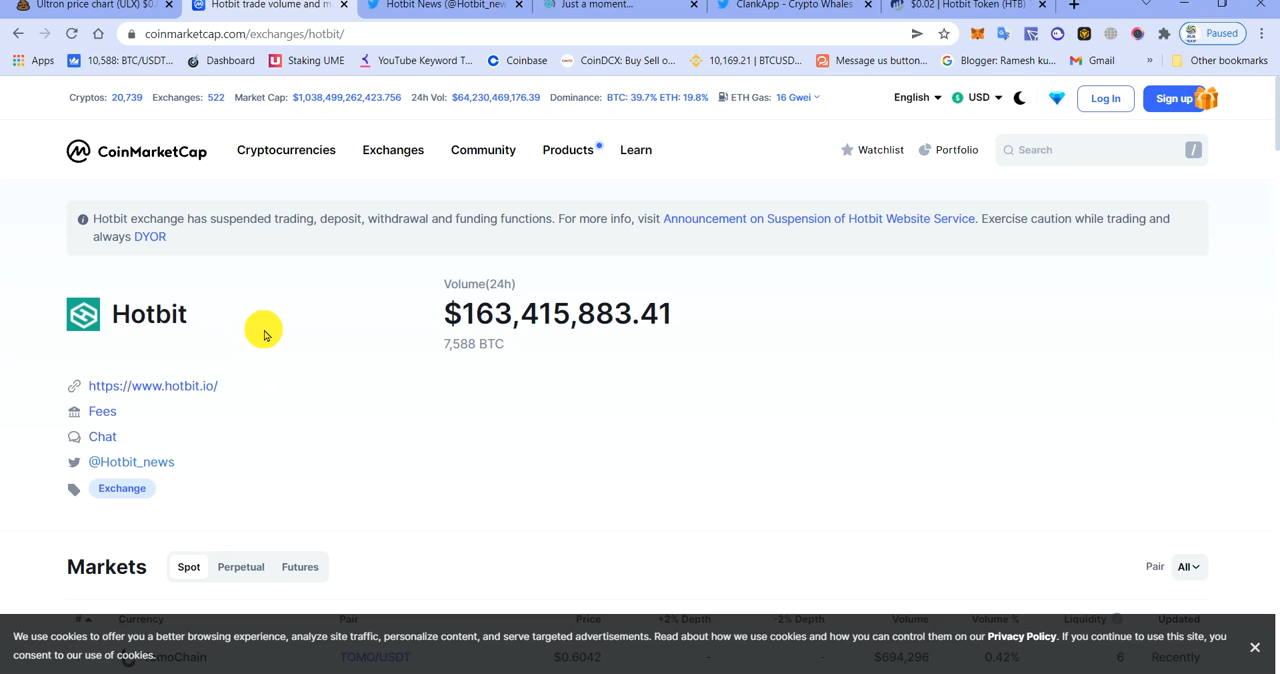 Ultron price chart (ULX) $0.
Hotbit trade volume and m
Hotbit News (@Hotbit_new
Just a moment...
ClankApp - Crypto Whales
$0.02 | Hotbit Token (HTB)
coinmarketcap.com/exchanges/hotbit/
Paused
Apps
10,588: BTC/USDT...
Dashboard
Staking UME
YouTube Keyword T...
Coinbase
CoinDCX: Buy Sell o...
10,169.21 | BTCUSD...
Message us button...
Blogger: Ramesh ku...
Gmail
»
Other bookmarks
Cryptos: 20,739 Exchanges: 522 Market Cap: $1,038,499,262,423.756 24h Vol: $64,230,469,176.39 Dominance: BTC: 39.7% ETH: 19.8% ETH Gas: 16 Gwei
English
USD
Log In
Sign up
CoinMarketCap
Cryptocurrencies
Exchanges
Community
Products
Learn
Watchlist
Portfolio
Search
/
Hotbit exchange has suspended trading, deposit, withdrawal and funding functions. For more info, visit Announcement on Suspension of Hotbit Website Service. Exercise caution while trading and
always DYOR
Hotbit
Volume(24h)
$163,415,883.41
7,588 BTC
https://www.hotbit.io/
Fees
Chat
@Hotbit_news
Exchange
Markets
Spot
Perpetual
Futures
Pair
All
# Currency Pair Price +2% Depth -2% Depth Volume Volume % Liquidity Updated
TOMO/USDT $0.6042 - - $694,296 0.42% 6 Recently
We use cookies to offer you a better browsing experience, analyze site traffic, personalize content, and serve targeted advertisements. Read about how we use cookies and how you can control them on our Privacy Policy. If you continue to use this site, you
consent to our use of cookies.